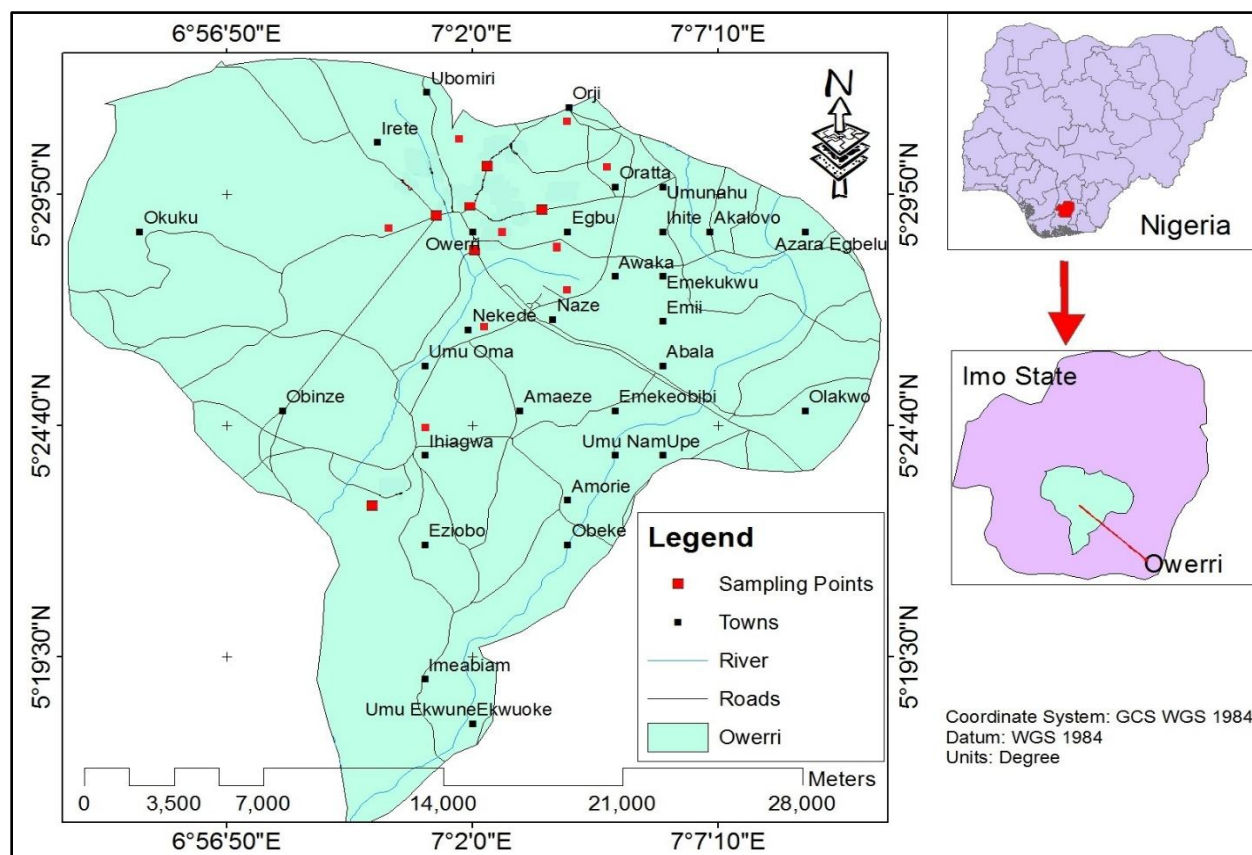 6°56'50"E
7°2'0"E
7°7'10"E
N
Ubomiri
Orji
Irete
5°29'50"N
5°29'50"N
Oratta
Umunahu
Okuku
Owerri
Egbu
Ihite
Akalovo
Azara Egbelu
Awaka
Emekukwu
Nekede
Naze
Emii
Umu Oma
Abala
Obinze
Amaeze
Emekeobibi
Olakwo
5°24'40"N
5°24'40"N
Ihiagwa
Umu NamUpe
Amorie
Eziobo
Obeke
5°19'30"N
5°19'30"N
Imeabiam
Umu EkwuneEkwuoke
Legend
Sampling Points
Towns
River
Roads
Owerri
Meters
0
3,500
7,000
14,000
21,000
28,000
6°56'50"E
7°2'0"E
7°7'10"E
Nigeria
Imo State
Owerri
Coordinate System: GCS WGS 1984
Datum: WGS 1984
Units: Degree